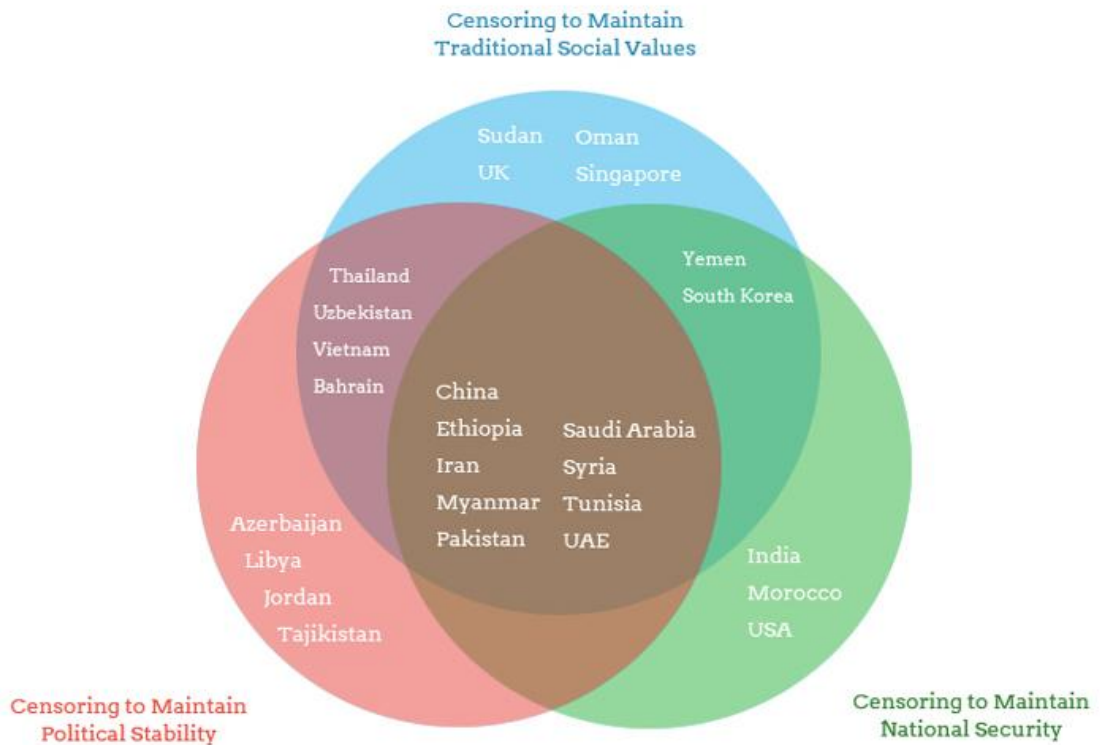 Censoring to Maintain
Traditional Social Values
Sudan Oman
UK Singapore
Yemen
South Korea
Thailand
Uzbekistan
Vietnam
Bahrain
China
Ethiopia Saudi Arabia
Iran Syria
Myanmar Tunisia
Pakistan UAE
Azerbaijan
Libya
Jordan
Tajikistan
India
Morocco
USA
Censoring to Maintain
Political Stability
Censoring to Maintain
National Security